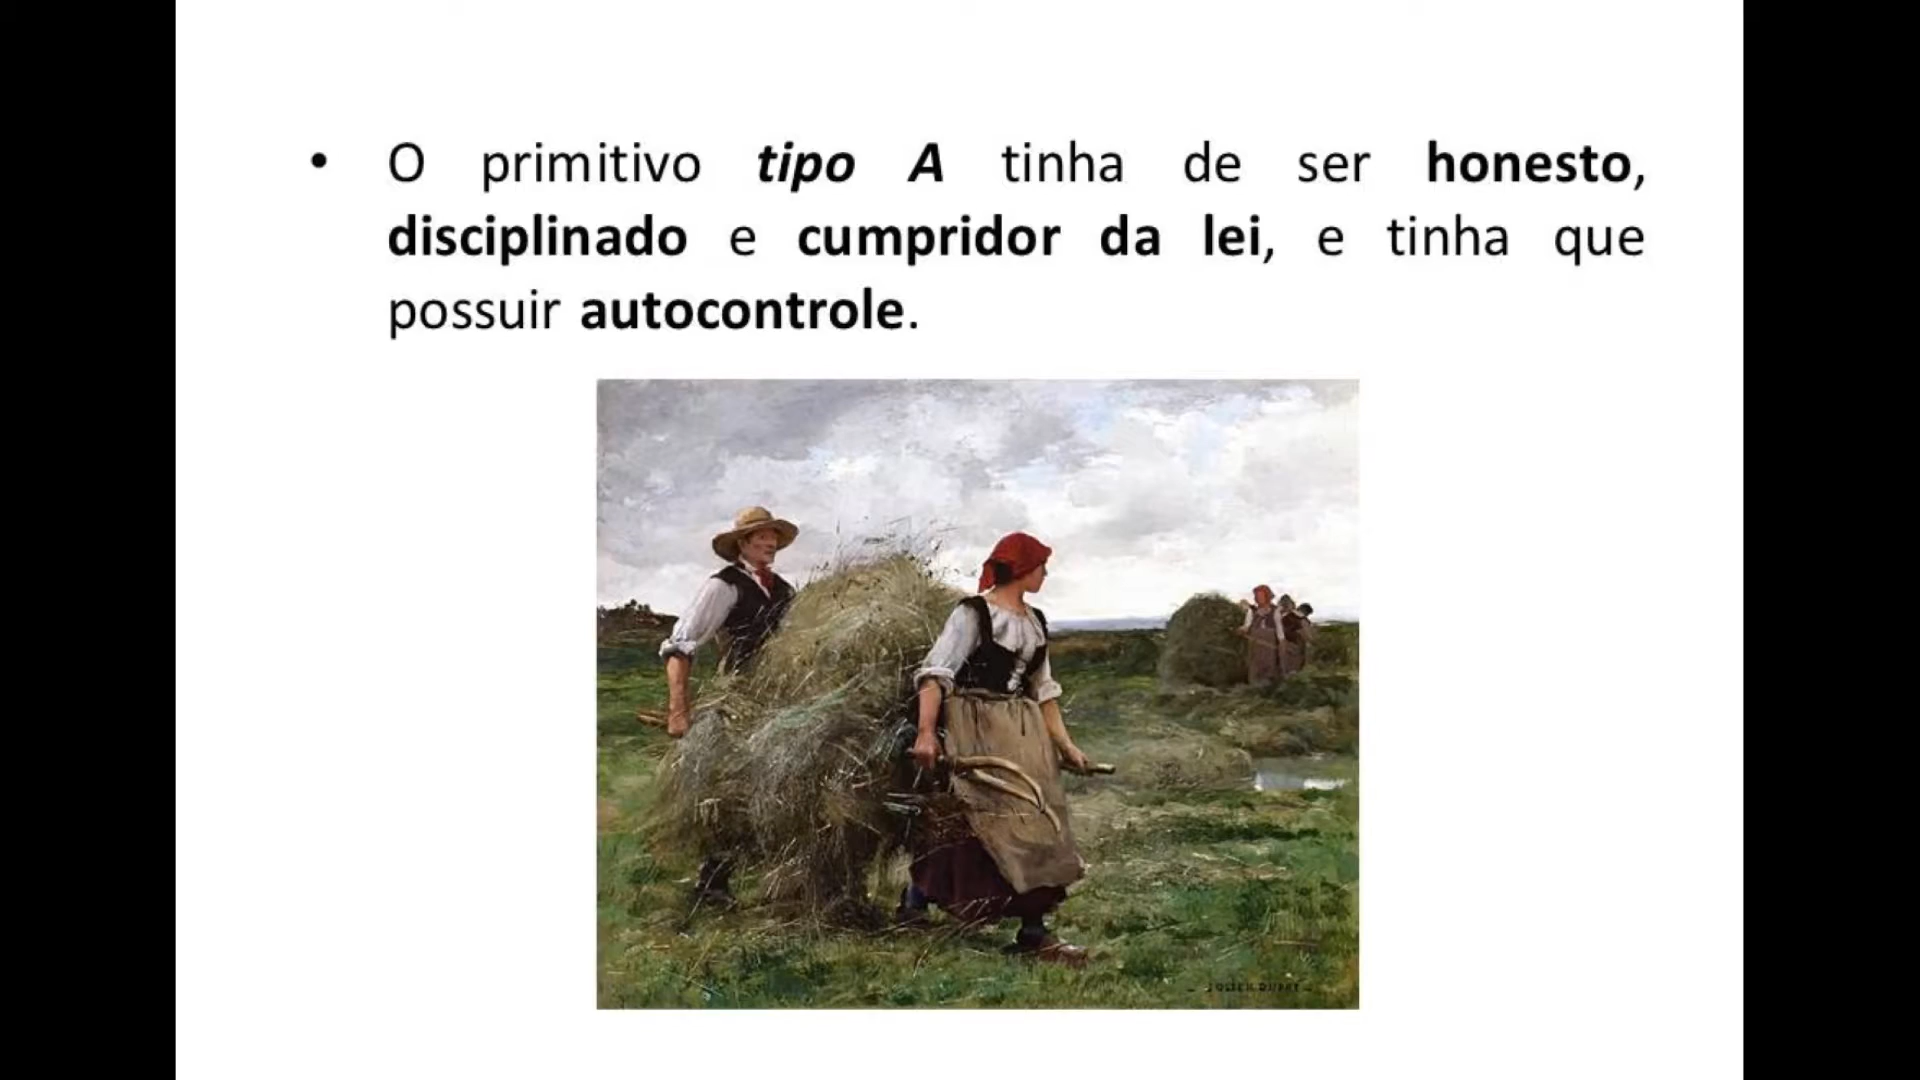 • O primitivo tipo A tinha de ser honesto,
disciplinado e cumpridor da lei, e tinha que
possuir autocontrole.